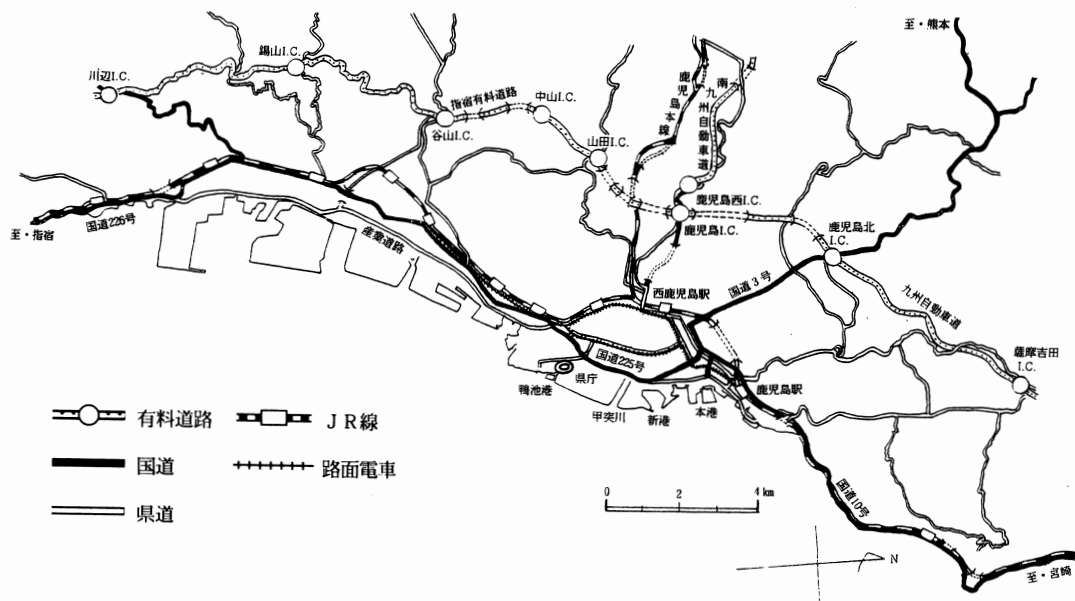 至・熊本
錫山I.C.
川辺I.C.
指宿有料道路
中山I.C.
谷山I.C.
山田I.C.
鹿児島本線
南九州自動車道
鹿児島西I.C.
鹿児島I.C.
鹿児島北
I.C.
国道226号
至・指宿
産業道路
西鹿児島駅
国道3号
九州自動車道
薩摩吉田
I.C.
国道225号
県庁
鴨池港
甲突川
新港
本港
鹿児島駅
有料道路
JR線
国道
路面電車
県道
0 2 4km
国道10号
N
至・宮崎